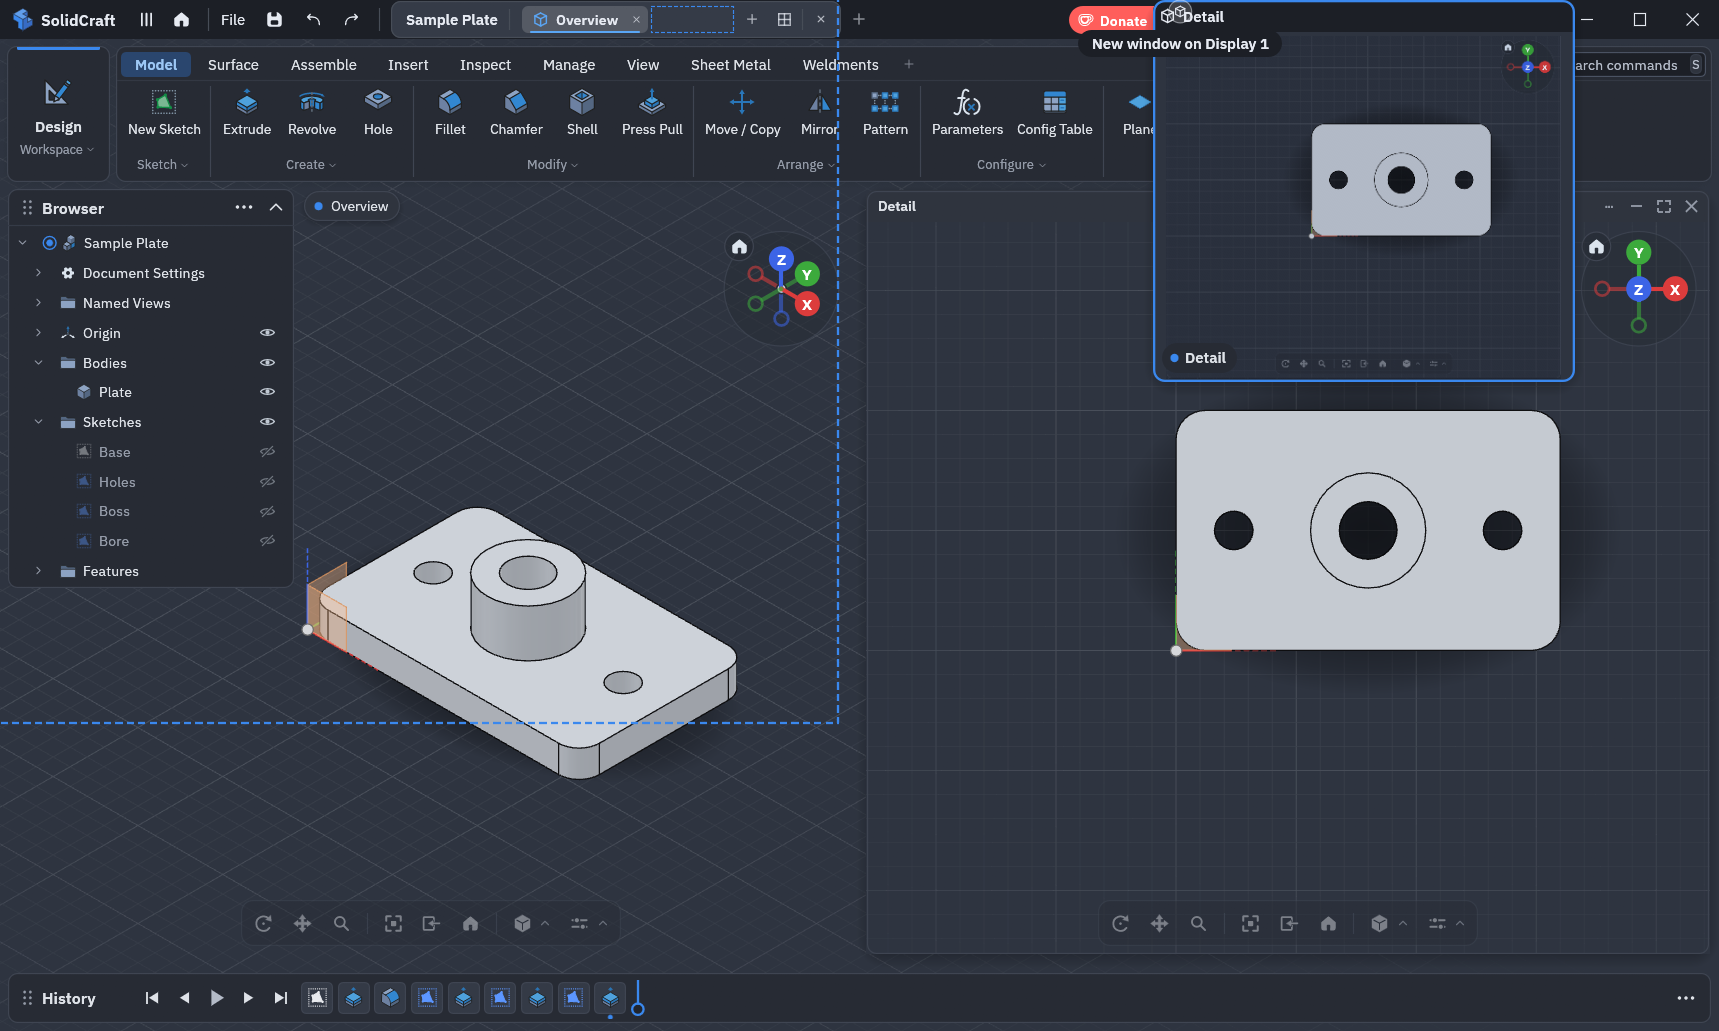 SolidCraft
File
Sample Plate
Overview
Donate
Detail
New window on Display 1
Design
Workspace
Model
Surface
Assemble
Insert
Inspect
Manage
View
Sheet Metal
Weldments
arch commands
S
New Sketch
Extrude
Revolve
Hole
Fillet
Chamfer
Shell
Press Pull
Move / Copy
Mirror
Pattern
Parameters
Config Table
Plane
Sketch
Create
Modify
Arrange
Configure
Browser
Overview
Detail
Sample Plate
Document Settings
Named Views
Origin
Bodies
Plate
Sketches
Base
Holes
Boss
Bore
Features
Z
Y
X
Y
Z
X
Detail
Y
Z
X
History